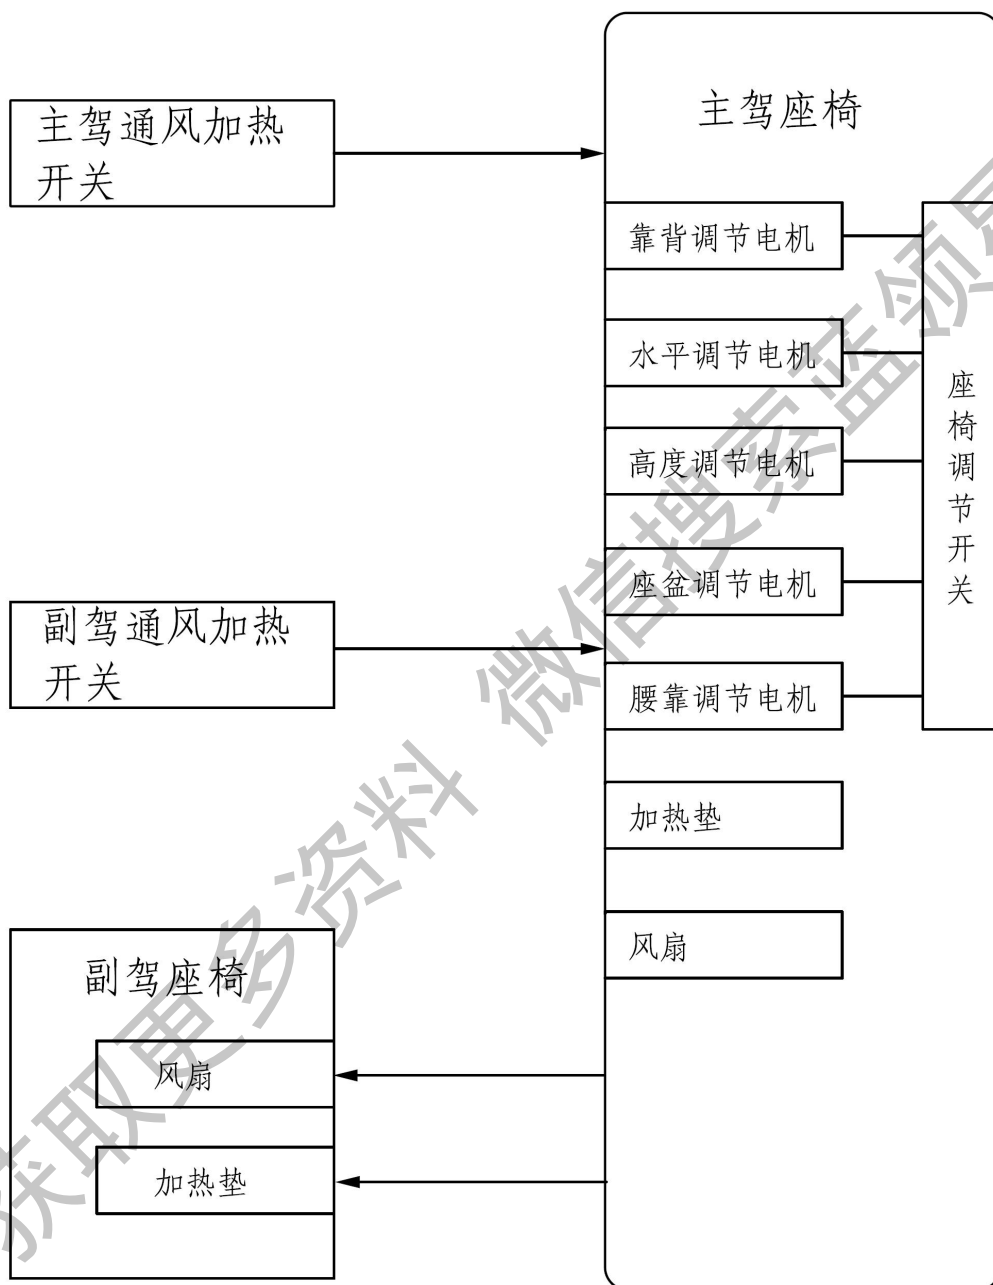 主驾座椅
主驾通风加热
开关
靠背调节电机
水平调节电机
高度调节电机
座盆调节电机
腰靠调节电机
座椅调节开关
副驾通风加热
开关
加热垫
风扇
副驾座椅
风扇
加热垫
获取更多资料 微信搜索蓝领